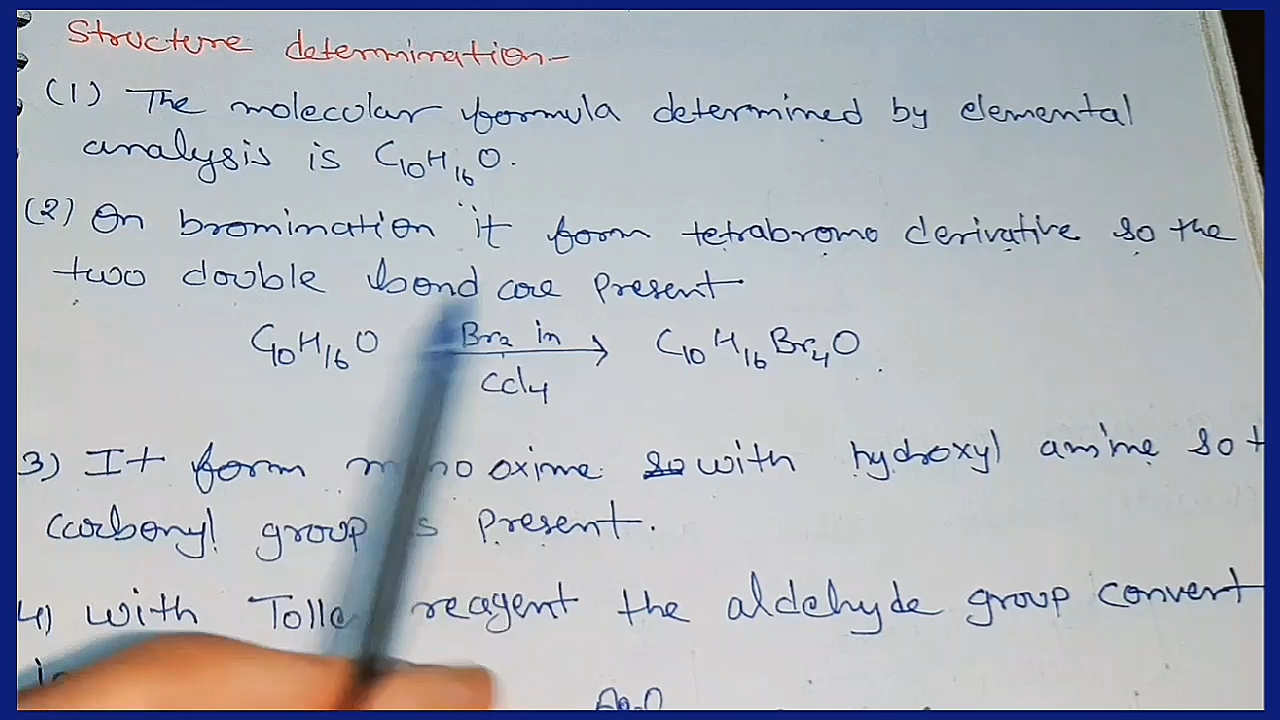 Structure determination-
(1) The molecular formula determined by elemental
analysis is C₁₀H₁₆O.
(2) On bromination it form tetrabromo derivative so the
two double bond are present
C₁₀H₁₆O Br₂ in C₁₀H₁₆Br₄O
CCl₄
3) It form oxime with hydroxyl amine so
carbonyl group is present.
4) with reagent the aldehyde group convert